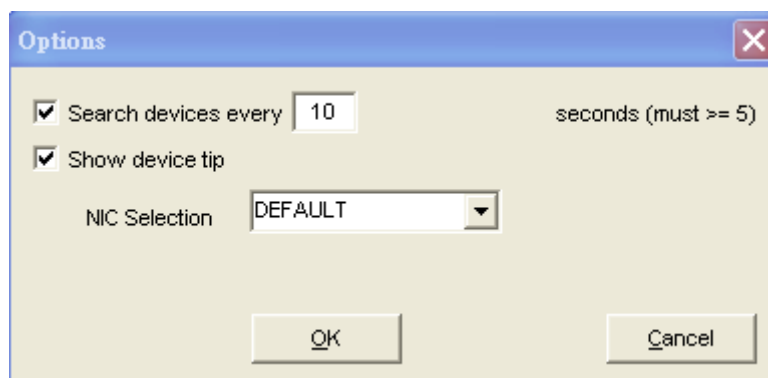 Options
Search devices every 10 seconds (must >= 5)
Show device tip
NIC Selection DEFAULT
OK Cancel